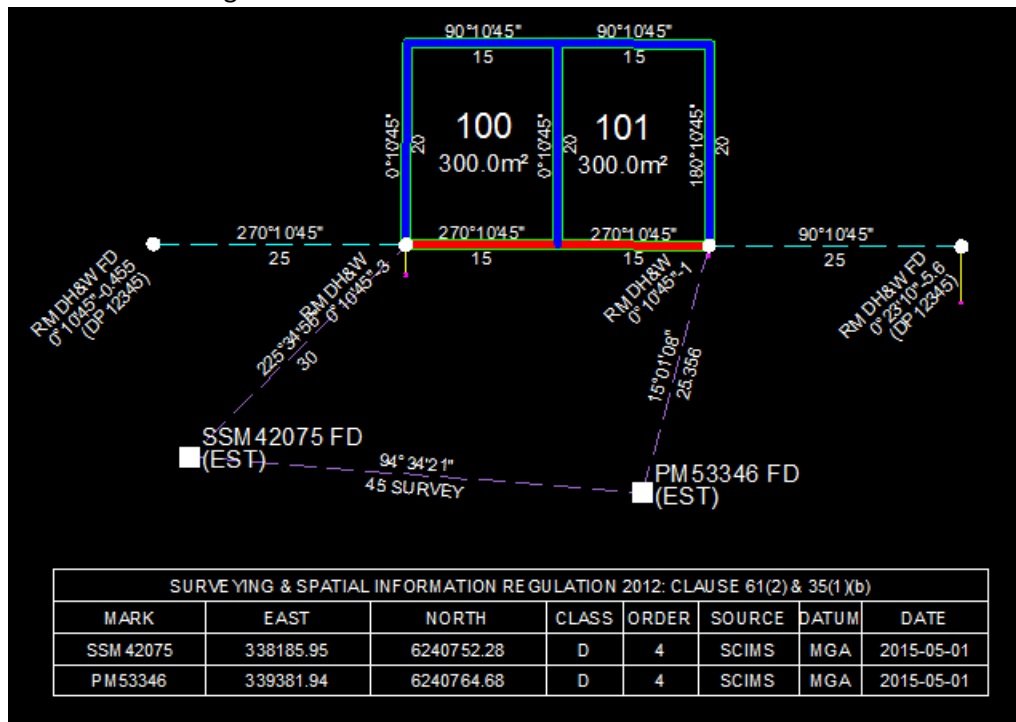 90°10'45"
15
90°10'45"
15
0°10'45"
20
100
300.0m²
0°10'45"
20
101
300.0m²
180°10'45"
20
270°10'45"
25
270°10'45"
15
270°10'45"
15
90°10'45"
25
RM DH&W FD
0°10'45"-0.455
(DP 12345)
RM DH&W
0°10'45"-3
RM DH&W
0°10'45"-1
RM DH&W FD
0°23'10"-5.6
(DP 12345)
225°34'56"
30
15°01'08"
25.356
SSM 42075 FD
(EST)
94°34'21"
45 SURVEY
PM 53346 FD
(EST)
SURVEYING & SPATIAL INFORMATION REGULATION 2012: CLAUSE 61(2) & 35(1)(b)
MARK EAST NORTH CLASS ORDER SOURCE DATUM DATE
SSM 42075 338185.95 6240752.28 D 4 SCIMS MGA 2015-05-01
PM 53346 339381.94 6240764.68 D 4 SCIMS MGA 2015-05-01